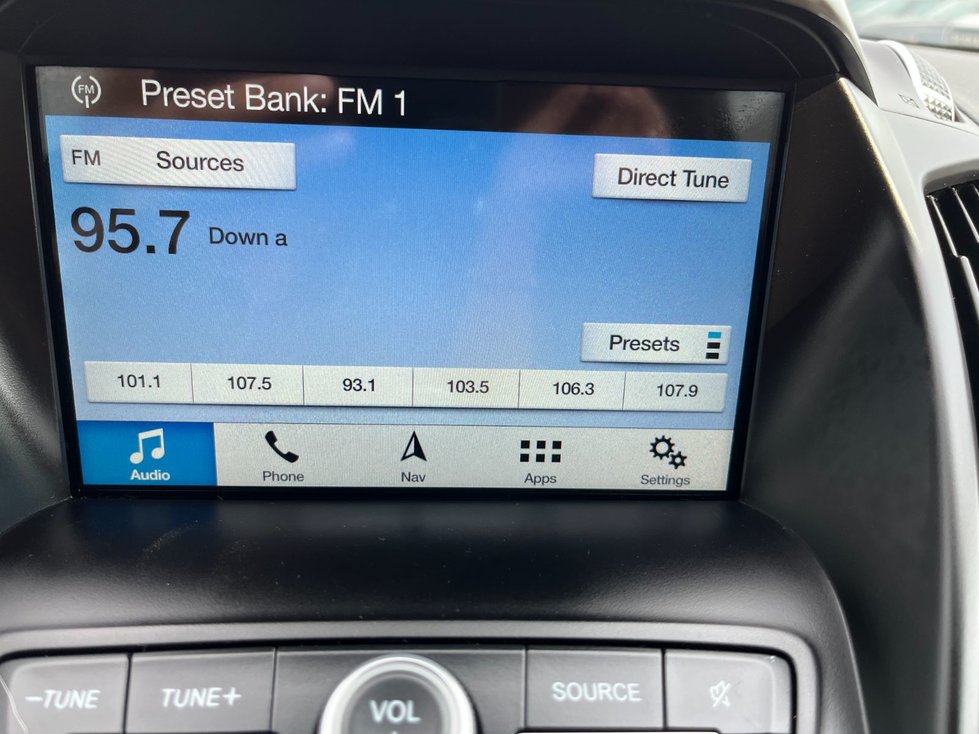 FM Preset Bank: FM 1
FM Sources
Direct Tune
95.7 Down a
Presets
101.1 107.5 93.1 103.5 106.3 107.9
Audio Phone Nav Apps Settings
-TUNE TUNE+ VOL SOURCE